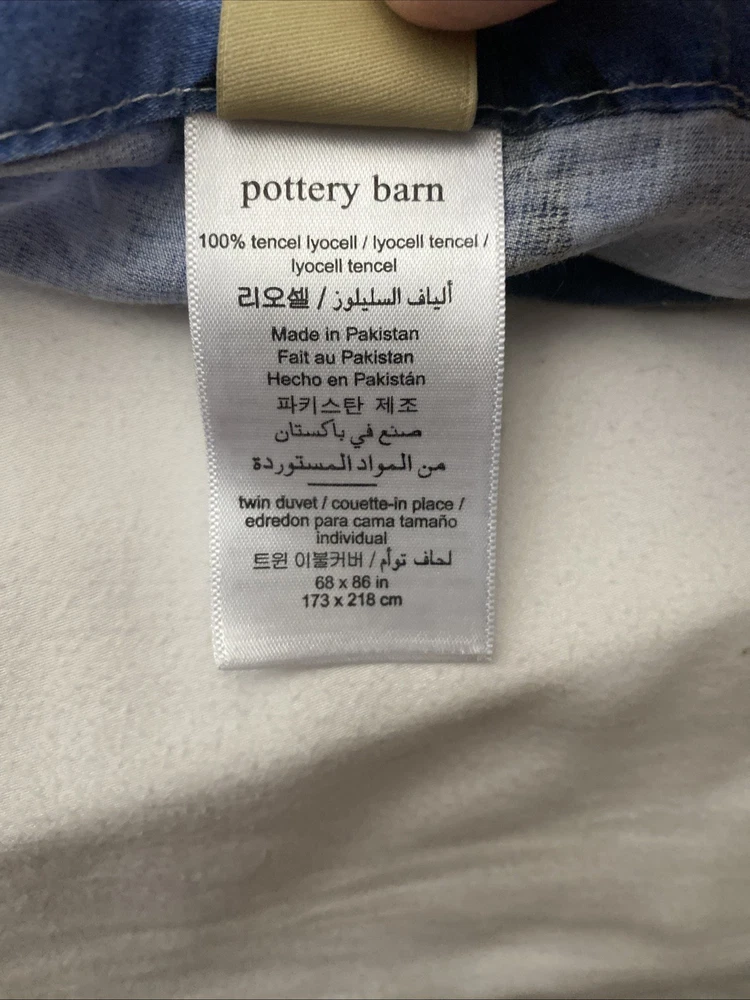 pottery barn
100% tencel lyocell / lyocell tencel /
lyocell tencel
리오셀 / ألياف السليلوز
Made in Pakistan
Fait au Pakistan
Hecho en Pakistán
파키스탄 제조
صنع في باكستان
من المواد المستوردة
twin duvet / couette-in place /
edredon para cama tamaño
individual
트윈 이불커버 / لحاف توأم
68 x 86 in
173 x 218 cm